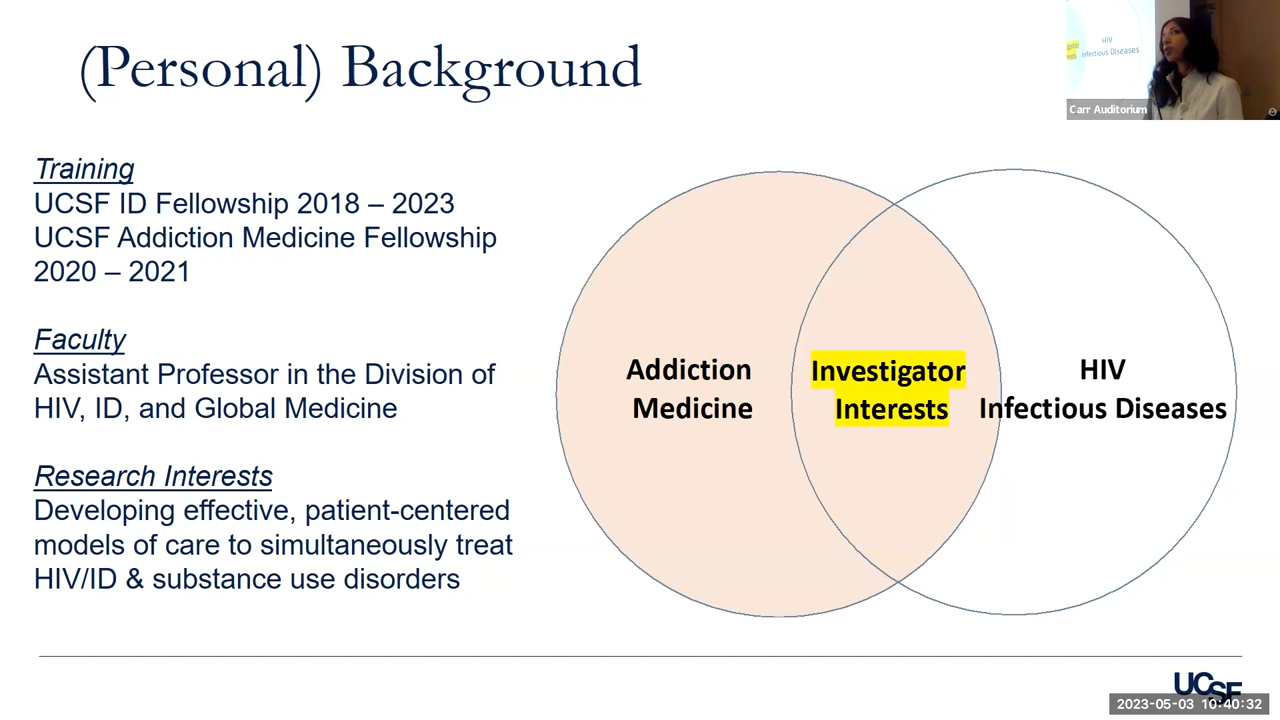 (Personal) Background
HIV
Infectious Diseases
Carr Auditorium
Training
UCSF ID Fellowship 2018 – 2023
UCSF Addiction Medicine Fellowship
2020 – 2021
Faculty
Assistant Professor in the Division of
HIV, ID, and Global Medicine
Research Interests
Developing effective, patient-centered
models of care to simultaneously treat
HIV/ID & substance use disorders
Addiction
Medicine
Investigator
Interests
HIV
Infectious Diseases
UCSF
2023-05-03 10:40:32